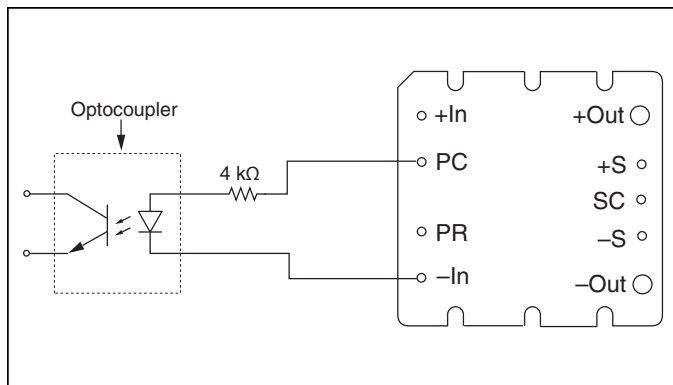 Optocoupler
4 kΩ
+In
PC
PR
–In
+Out
+S
SC
–S
–Out